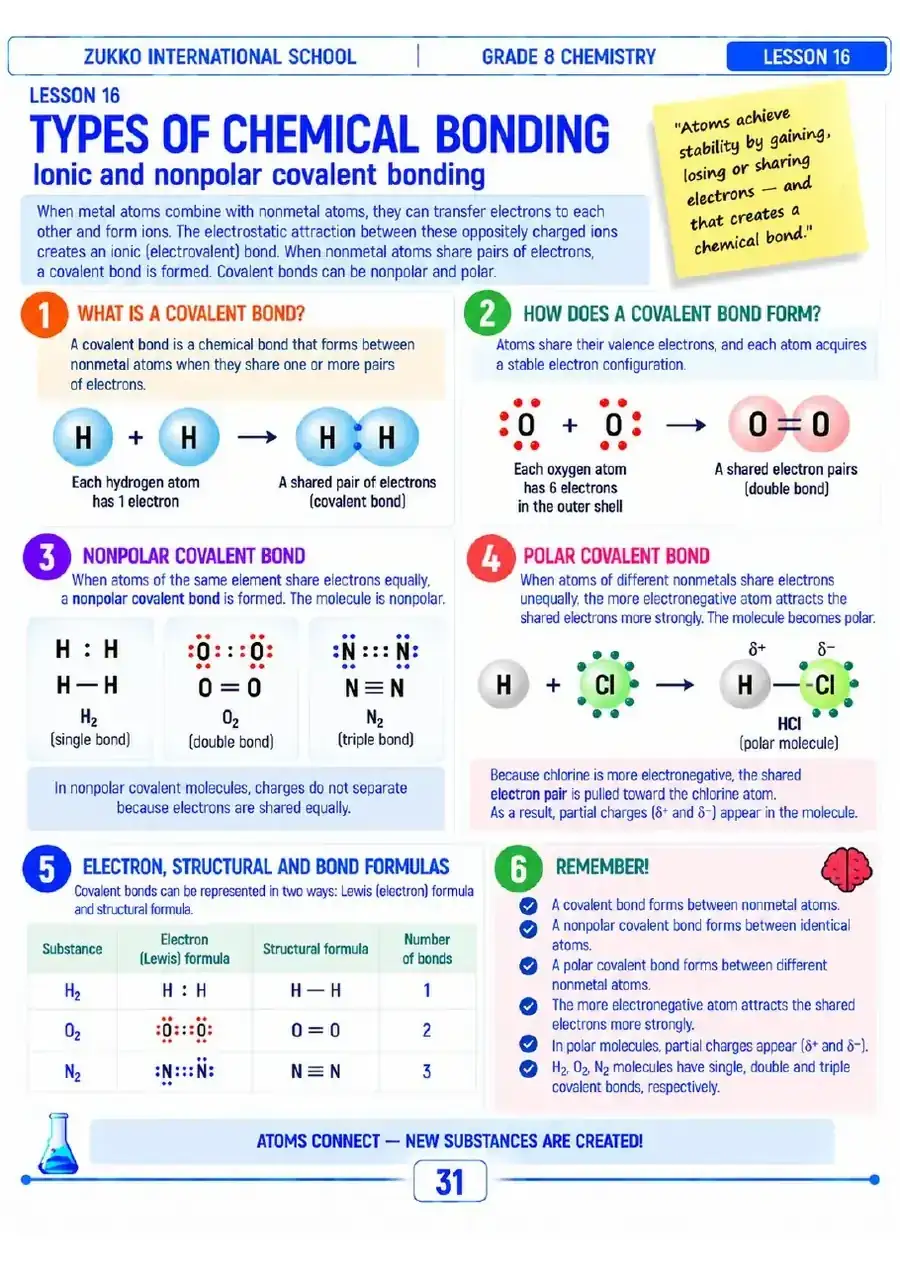 ZUKKO INTERNATIONAL SCHOOL | GRADE 8 CHEMISTRY
LESSON 16
LESSON 16
TYPES OF CHEMICAL BONDING
Ionic and nonpolar covalent bonding
"Atoms achieve
stability by gaining,
losing or sharing
electrons — and
that creates a
chemical bond."
When metal atoms combine with nonmetal atoms, they can transfer electrons to each
other and form ions. The electrostatic attraction between these oppositely charged ions
creates an ionic (electrovalent) bond. When nonmetal atoms share pairs of electrons,
a covalent bond is formed. Covalent bonds can be nonpolar and polar.
1 WHAT IS A COVALENT BOND?
A covalent bond is a chemical bond that forms between
nonmetal atoms when they share one or more pairs
of electrons.
H + H → H : H
Each hydrogen atom
has 1 electron
A shared pair of electrons
(covalent bond)
2 HOW DOES A COVALENT BOND FORM?
Atoms share their valence electrons, and each atom acquires
a stable electron configuration.
O + O → O = O
Each oxygen atom
has 6 electrons
in the outer shell
A shared electron pairs
(double bond)
3 NONPOLAR COVALENT BOND
When atoms of the same element share electrons equally,
a nonpolar covalent bond is formed. The molecule is nonpolar.
H : H
H — H
H₂
(single bond)
O : : : O
O = O
O₂
(double bond)
:N : : : N:
N ≡ N
N₂
(triple bond)
In nonpolar covalent molecules, charges do not separate
because electrons are shared equally.
4 POLAR COVALENT BOND
When atoms of different nonmetals share electrons
unequally, the more electronegative atom attracts the
shared electrons more strongly. The molecule becomes polar.
δ+ δ−
H + Cl → H — -Cl
HCl
(polar molecule)
Because chlorine is more electronegative, the shared
electron pair is pulled toward the chlorine atom.
As a result, partial charges (δ⁺ and δ⁻) appear in the molecule.
5 ELECTRON, STRUCTURAL AND BOND FORMULAS
Covalent bonds can be represented in two ways: Lewis (electron) formula
and structural formula.
Substance
Electron
(Lewis) formula
Structural formula
Number
of bonds
H₂ H : H H — H 1
O₂ :O:::O: O = O 2
N₂ :N:::N: N ≡ N 3
6 REMEMBER!
A covalent bond forms between nonmetal atoms.
A nonpolar covalent bond forms between identical
atoms.
A polar covalent bond forms between different
nonmetal atoms.
The more electronegative atom attracts the shared
electrons more strongly.
In polar molecules, partial charges appear (δ⁺ and δ⁻).
H₂, O₂, N₂ molecules have single, double and triple
covalent bonds, respectively.
ATOMS CONNECT — NEW SUBSTANCES ARE CREATED!
31